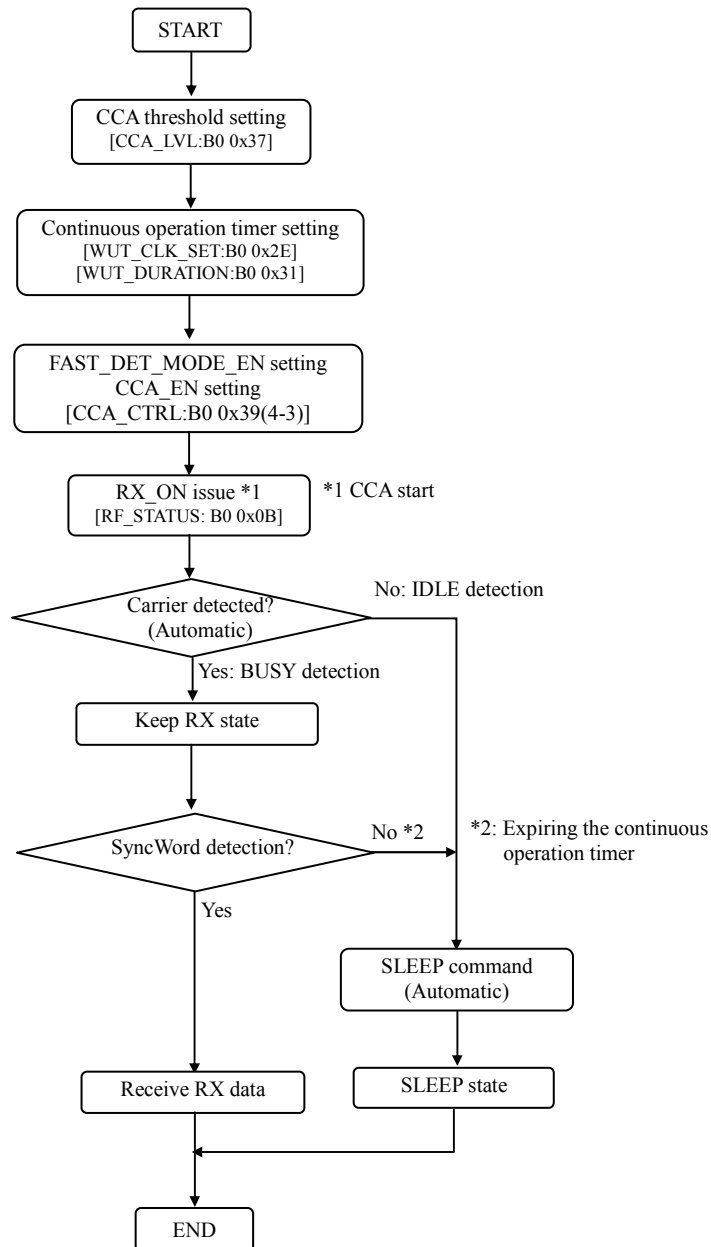 START
CCA threshold setting
[CCA_LVL:B0 0x37]
Continuous operation timer setting
[WUT_CLK_SET:B0 0x2E]
[WUT_DURATION:B0 0x31]
FAST_DET_MODE_EN setting
CCA_EN setting
[CCA_CTRL:B0 0x39(4-3)]
RX_ON issue *1
[RF_STATUS: B0 0x0B]
*1 CCA start
No: IDLE detection
Carrier detected?
(Automatic)
Yes: BUSY detection
Keep RX state
No *2
*2: Expiring the continuous
operation timer
SyncWord detection?
Yes
SLEEP command
(Automatic)
Receive RX data
SLEEP state
END